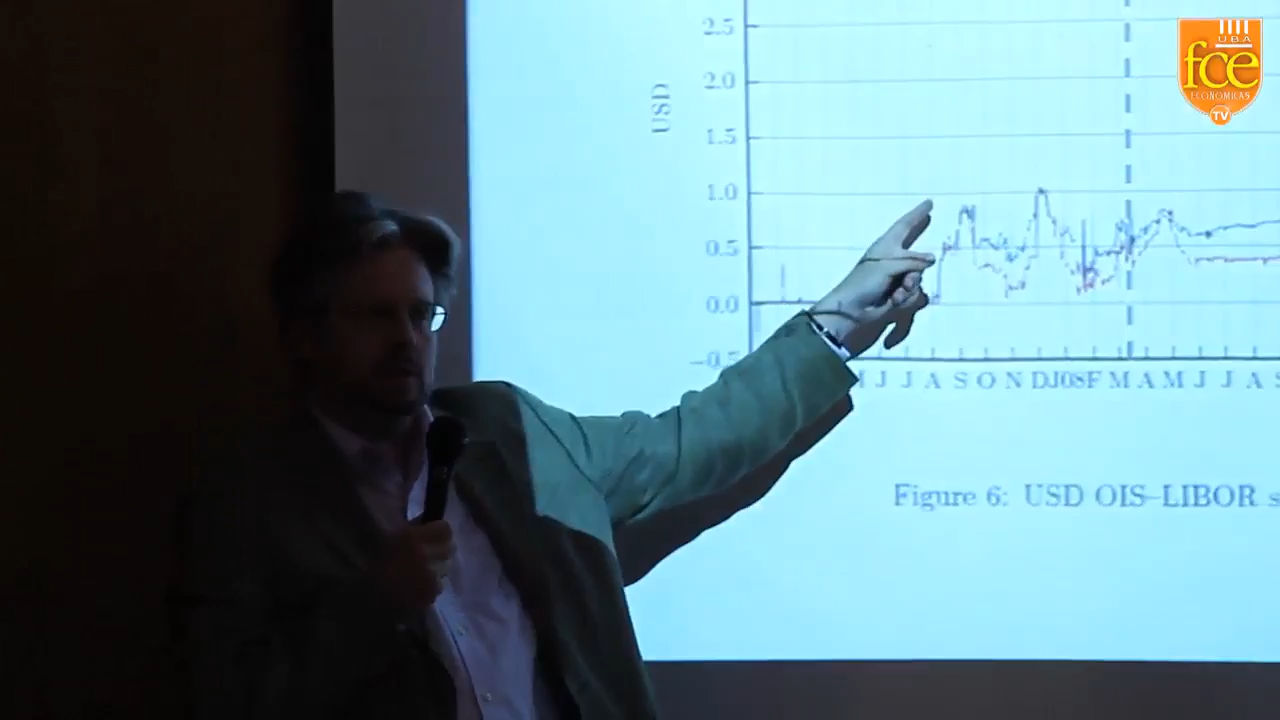 UBA
fce
ECONOMICAS
TV
2.5
2.0
USD
1.5
1.0
0.5
0.0
−0.5
J J A S O N DJ08F M A M J J A S
Figure 6: USD OIS–LIBOR